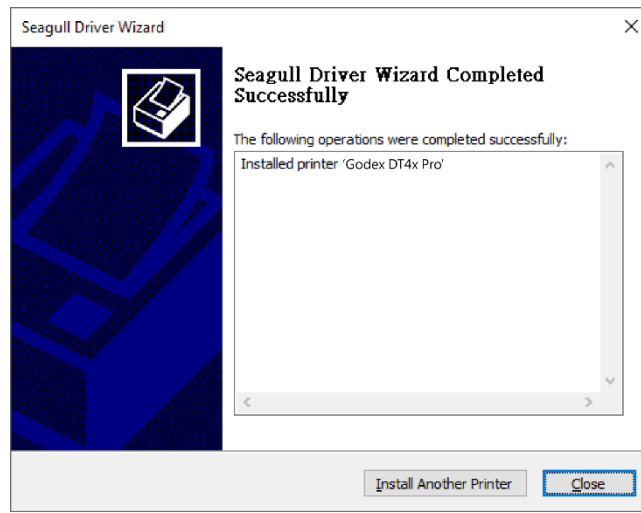 Seagull Driver Wizard
Seagull Driver Wizard Completed
Successfully
The following operations were completed successfully:
Installed printer 'Godex DT4x Pro'
Install Another Printer
Close